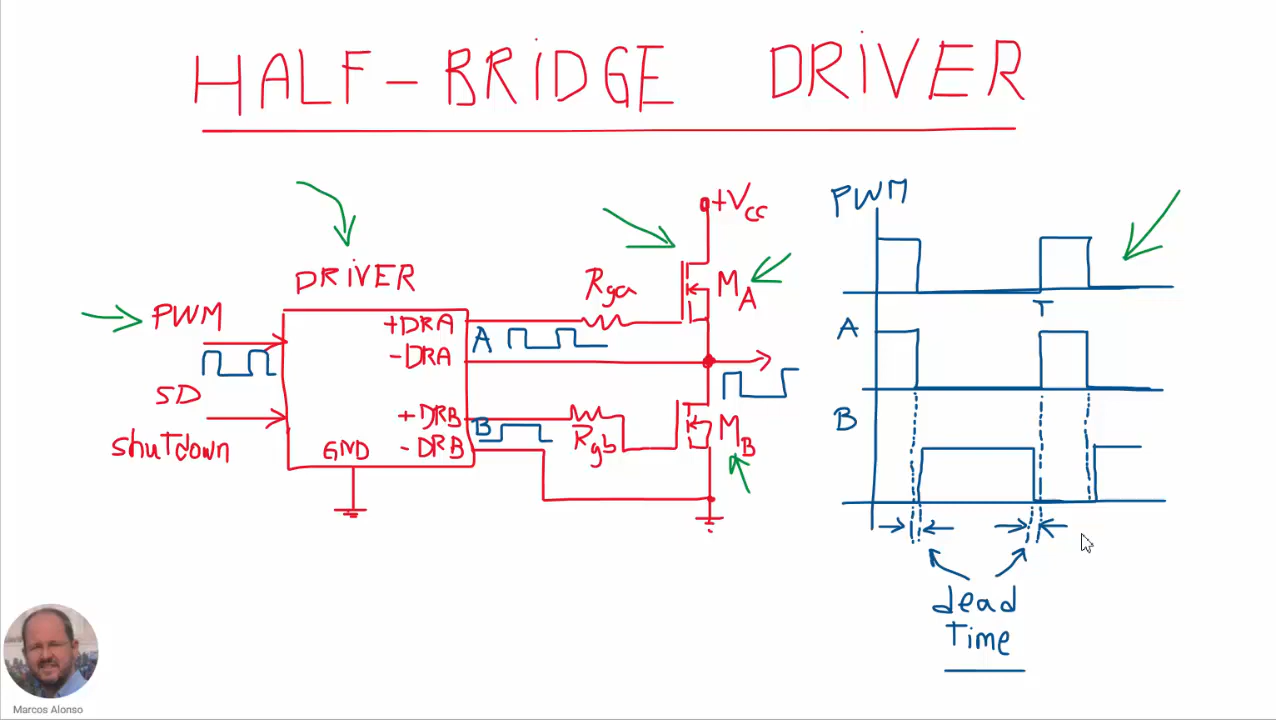 HALF-BRIDGE DRIVER
DRIVER
PWM
SD
shutdown
+DRA
-DRA
+DRB
-DRB
GND
A
B
Rga
Rgb
+Vcc
MA
MB
PWM
T
A
B
dead
Time
Marcos Alonso